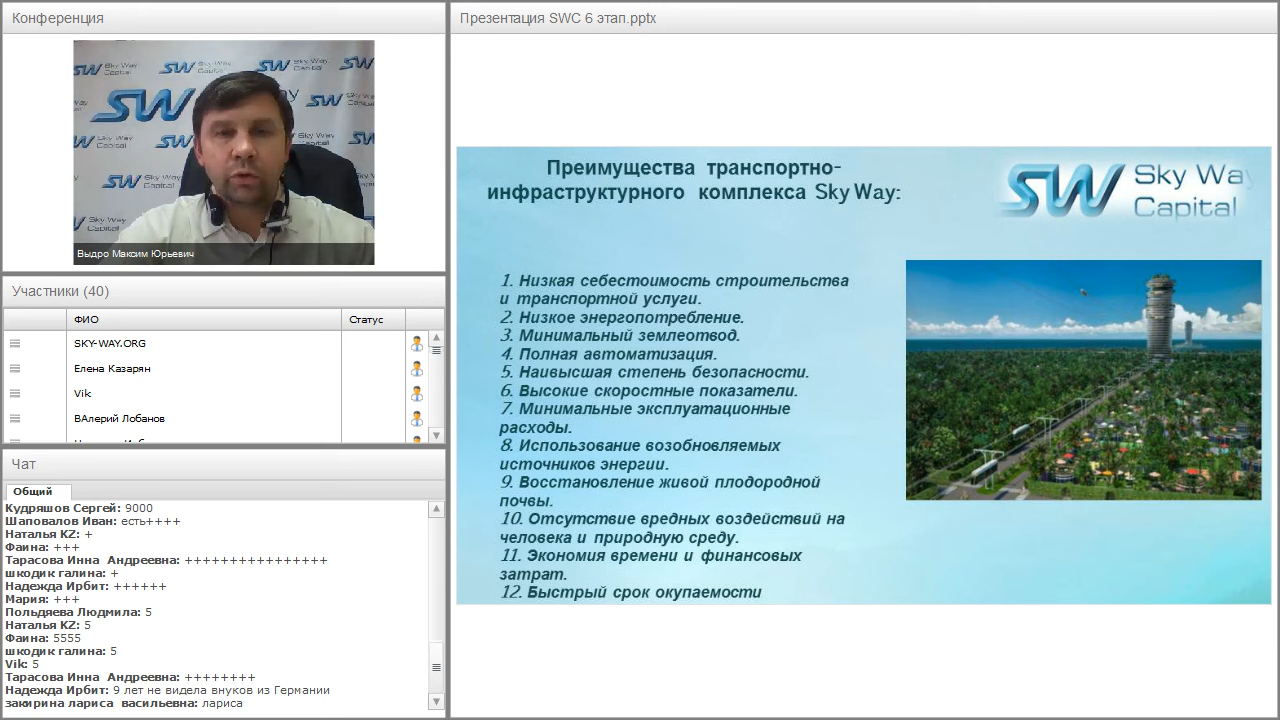 Конференция
SW Sky Way
Capital
Выдро Максим Юрьевич
Участники (40)
ФИО
Статус
SKY-WAY.ORG
Елена Казарян
Vik
ВАлерий Лобанов
Чат
Общий
Кудряшов Сергей: 9000
Шаповалов Иван: есть++++
Наталья KZ: +
Фаина: +++
Тарасова Инна Андреевна: ++++++++++++++++
шкодик галина: +
Надежда Ирбит: ++++++
Мария: +++
Польдяева Людмила: 5
Наталья KZ: 5
Фаина: 5555
шкодик галина: 5
Vik: 5
Тарасова Инна Андреевна: ++++++++
Надежда Ирбит: 9 лет не видела внуков из Германии
закирина лариса васильевна: лариса
Презентация SWC 6 этап.pptx
Преимущества транспортно-
инфраструктурного комплекса Sky Way:
SW Sky Way
Capital
1. Низкая себестоимость строительства
и транспортной услуги.
2. Низкое энергопотребление.
3. Минимальный землеотвод.
4. Полная автоматизация.
5. Наивысшая степень безопасности.
6. Высокие скоростные показатели.
7. Минимальные эксплуатационные
расходы.
8. Использование возобновляемых
источников энергии.
9. Восстановление живой плодородной
почвы.
10. Отсутствие вредных воздействий на
человека и природную среду.
11. Экономия времени и финансовых
затрат.
12. Быстрый срок окупаемости